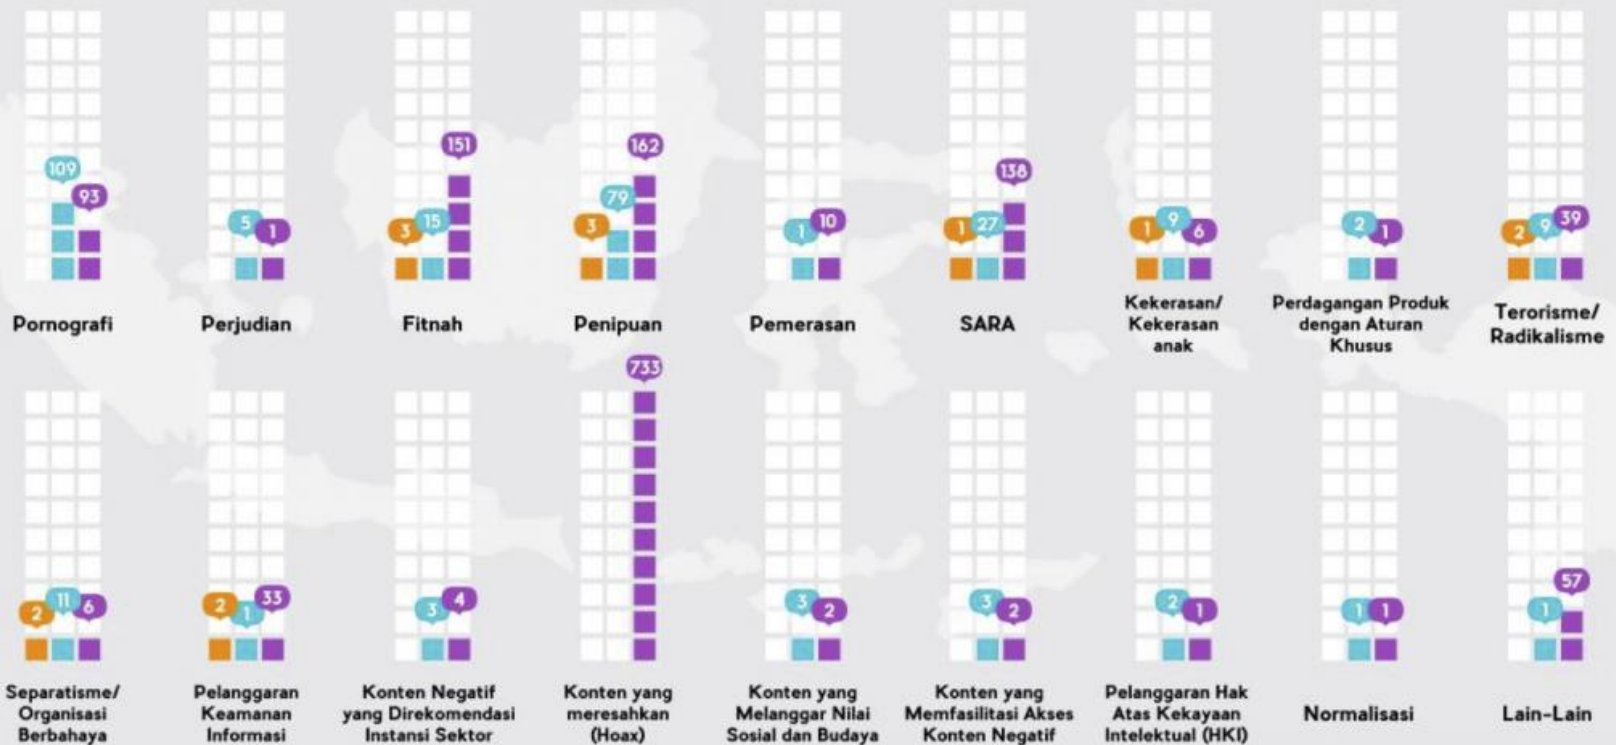 109
93
Pornografi
5
1
Perjudian
3
15
151
Fitnah
3
79
162
Penipuan
1
10
Pemerasan
1
27
138
SARA
1
9
6
Kekerasan/
Kekerasan
anak
2
1
Perdagangan Produk
dengan Aturan
Khusus
2
9
39
Terorisme/
Radikalisme
2
11
6
Separatisme/
Organisasi
Berbahaya
2
1
33
Pelanggaran
Keamanan
Informasi
3
4
Konten Negatif
yang Direkomendasi
Instansi Sektor
733
Konten yang
meresahkan
(Hoax)
3
2
Konten yang
Melanggar Nilai
Sosial dan Budaya
3
2
Konten yang
Memfasilitasi Akses
Konten Negatif
2
1
Pelanggaran Hak
Atas Kekayaan
Intelektual (HKI)
1
1
Normalisasi
1
57
Lain-Lain